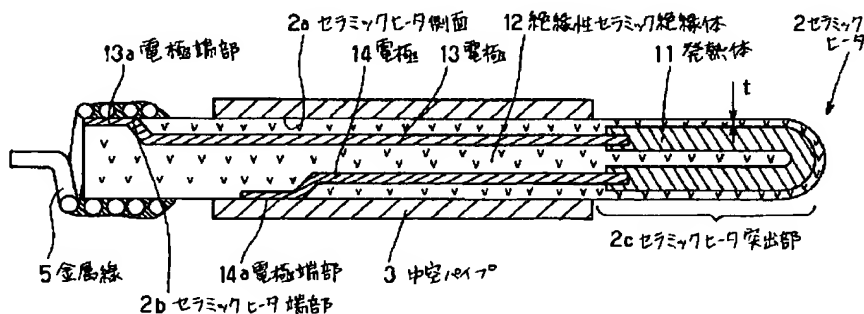 2a セラミックヒータ側面
12 絶縁性セラミック絶縁体
2 セラミックヒータ
13a 電極端部
14 電極
13 電極
11 発熱体
t
5 金属線
14a 電極端部
3 中空パイプ
2c セラミックヒータ突出部
2b セラミックヒータ端部